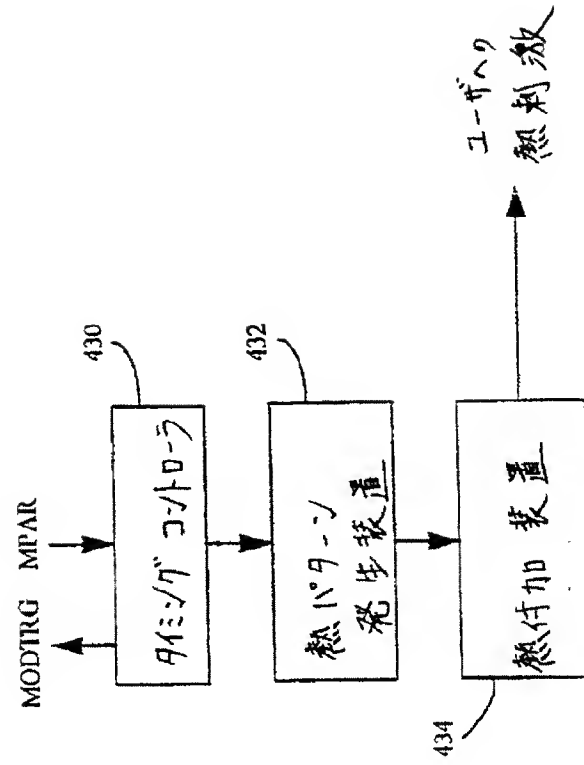 MODTRG MPAR
430
タイミング コントローラ
432
熱パターン
発生装置
434
熱付加 装置
ユーザへの
熱刺激